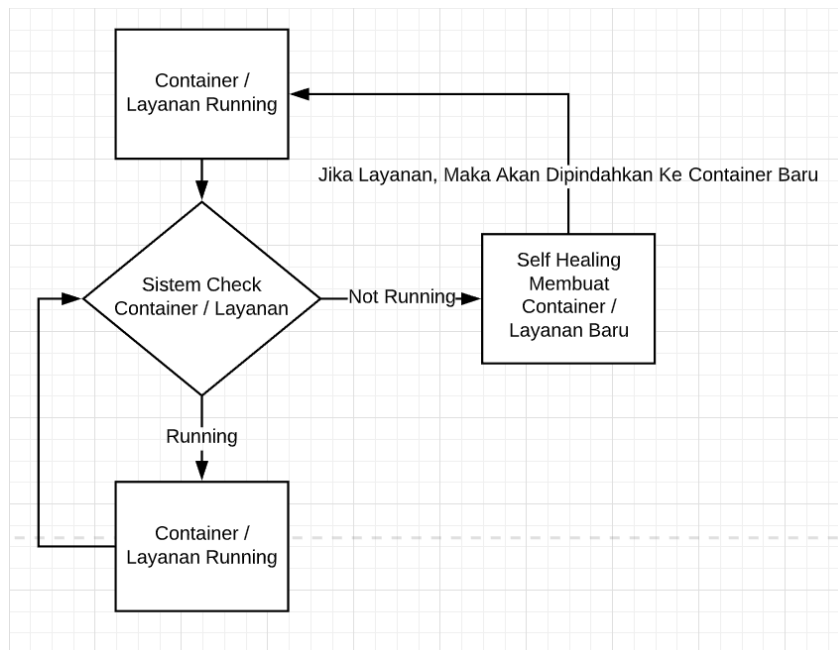 Container /
Layanan Running
Jika Layanan, Maka Akan Dipindahkan Ke Container Baru
Sistem Check
Container / Layanan
Not Running
Self Healing
Membuat
Container /
Layanan Baru
Running
Container /
Layanan Running